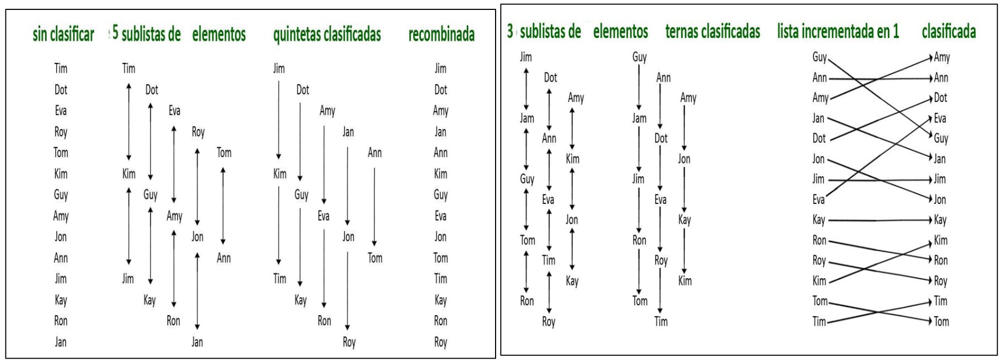 sin clasificar 5 sublistas de elementos quintetas clasificadas recombinada
Tim Tim Jim Jim
Dot Dot Dot Dot
Eva Eva Amy Amy
Roy Roy Jan Jan
Tom Tom Ann Ann
Kim Kim Kim Kim
Guy Guy Guy Guy
Amy Amy Eva Eva
Jon Jon Jon Jon
Ann Ann Tom Tom
Jim Jim Tim Tim
Kay Kay Kay Kay
Ron Ron Ron Ron
Jan Jan Roy Roy
3 sublistas de elementos ternas clasificadas lista incrementada en 1 clasificada
Jim Guy Guy Amy
Dot Ann Ann Ann
Amy Amy Amy Dot
Jam Jam Jan Eva
Ann Dot Dot Guy
Kim Jon Jon Jan
Guy Jim Jim Jim
Eva Eva Eva Jon
Jon Kay Kay Kay
Tom Ron Ron Kim
Tim Roy Roy Ron
Kay Kim Kim Roy
Ron Tom Tom Tim
Roy Tim Tim Tom